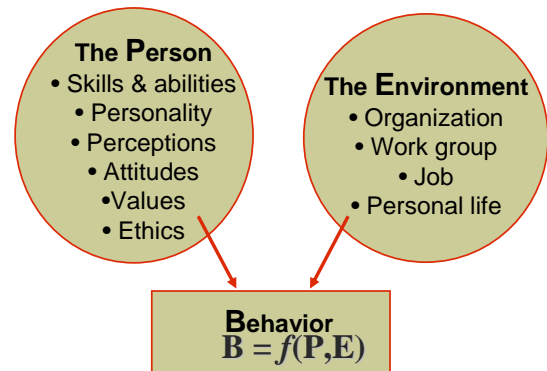 The Person
• Skills & abilities
• Personality
• Perceptions
• Attitudes
•Values
• Ethics
The Environment
• Organization
• Work group
• Job
• Personal life
Behavior
B = f(P,E)